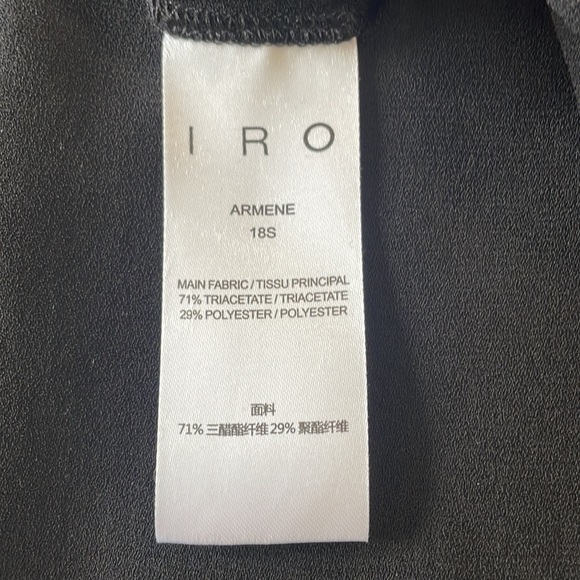 IRO
ARMENE
18S
MAIN FABRIC / TISSU PRINCIPAL
71% TRIACETATE / TRIACETATE
29% POLYESTER / POLYESTER
面料
71% 三醋酯纤维 29% 聚酯纤维